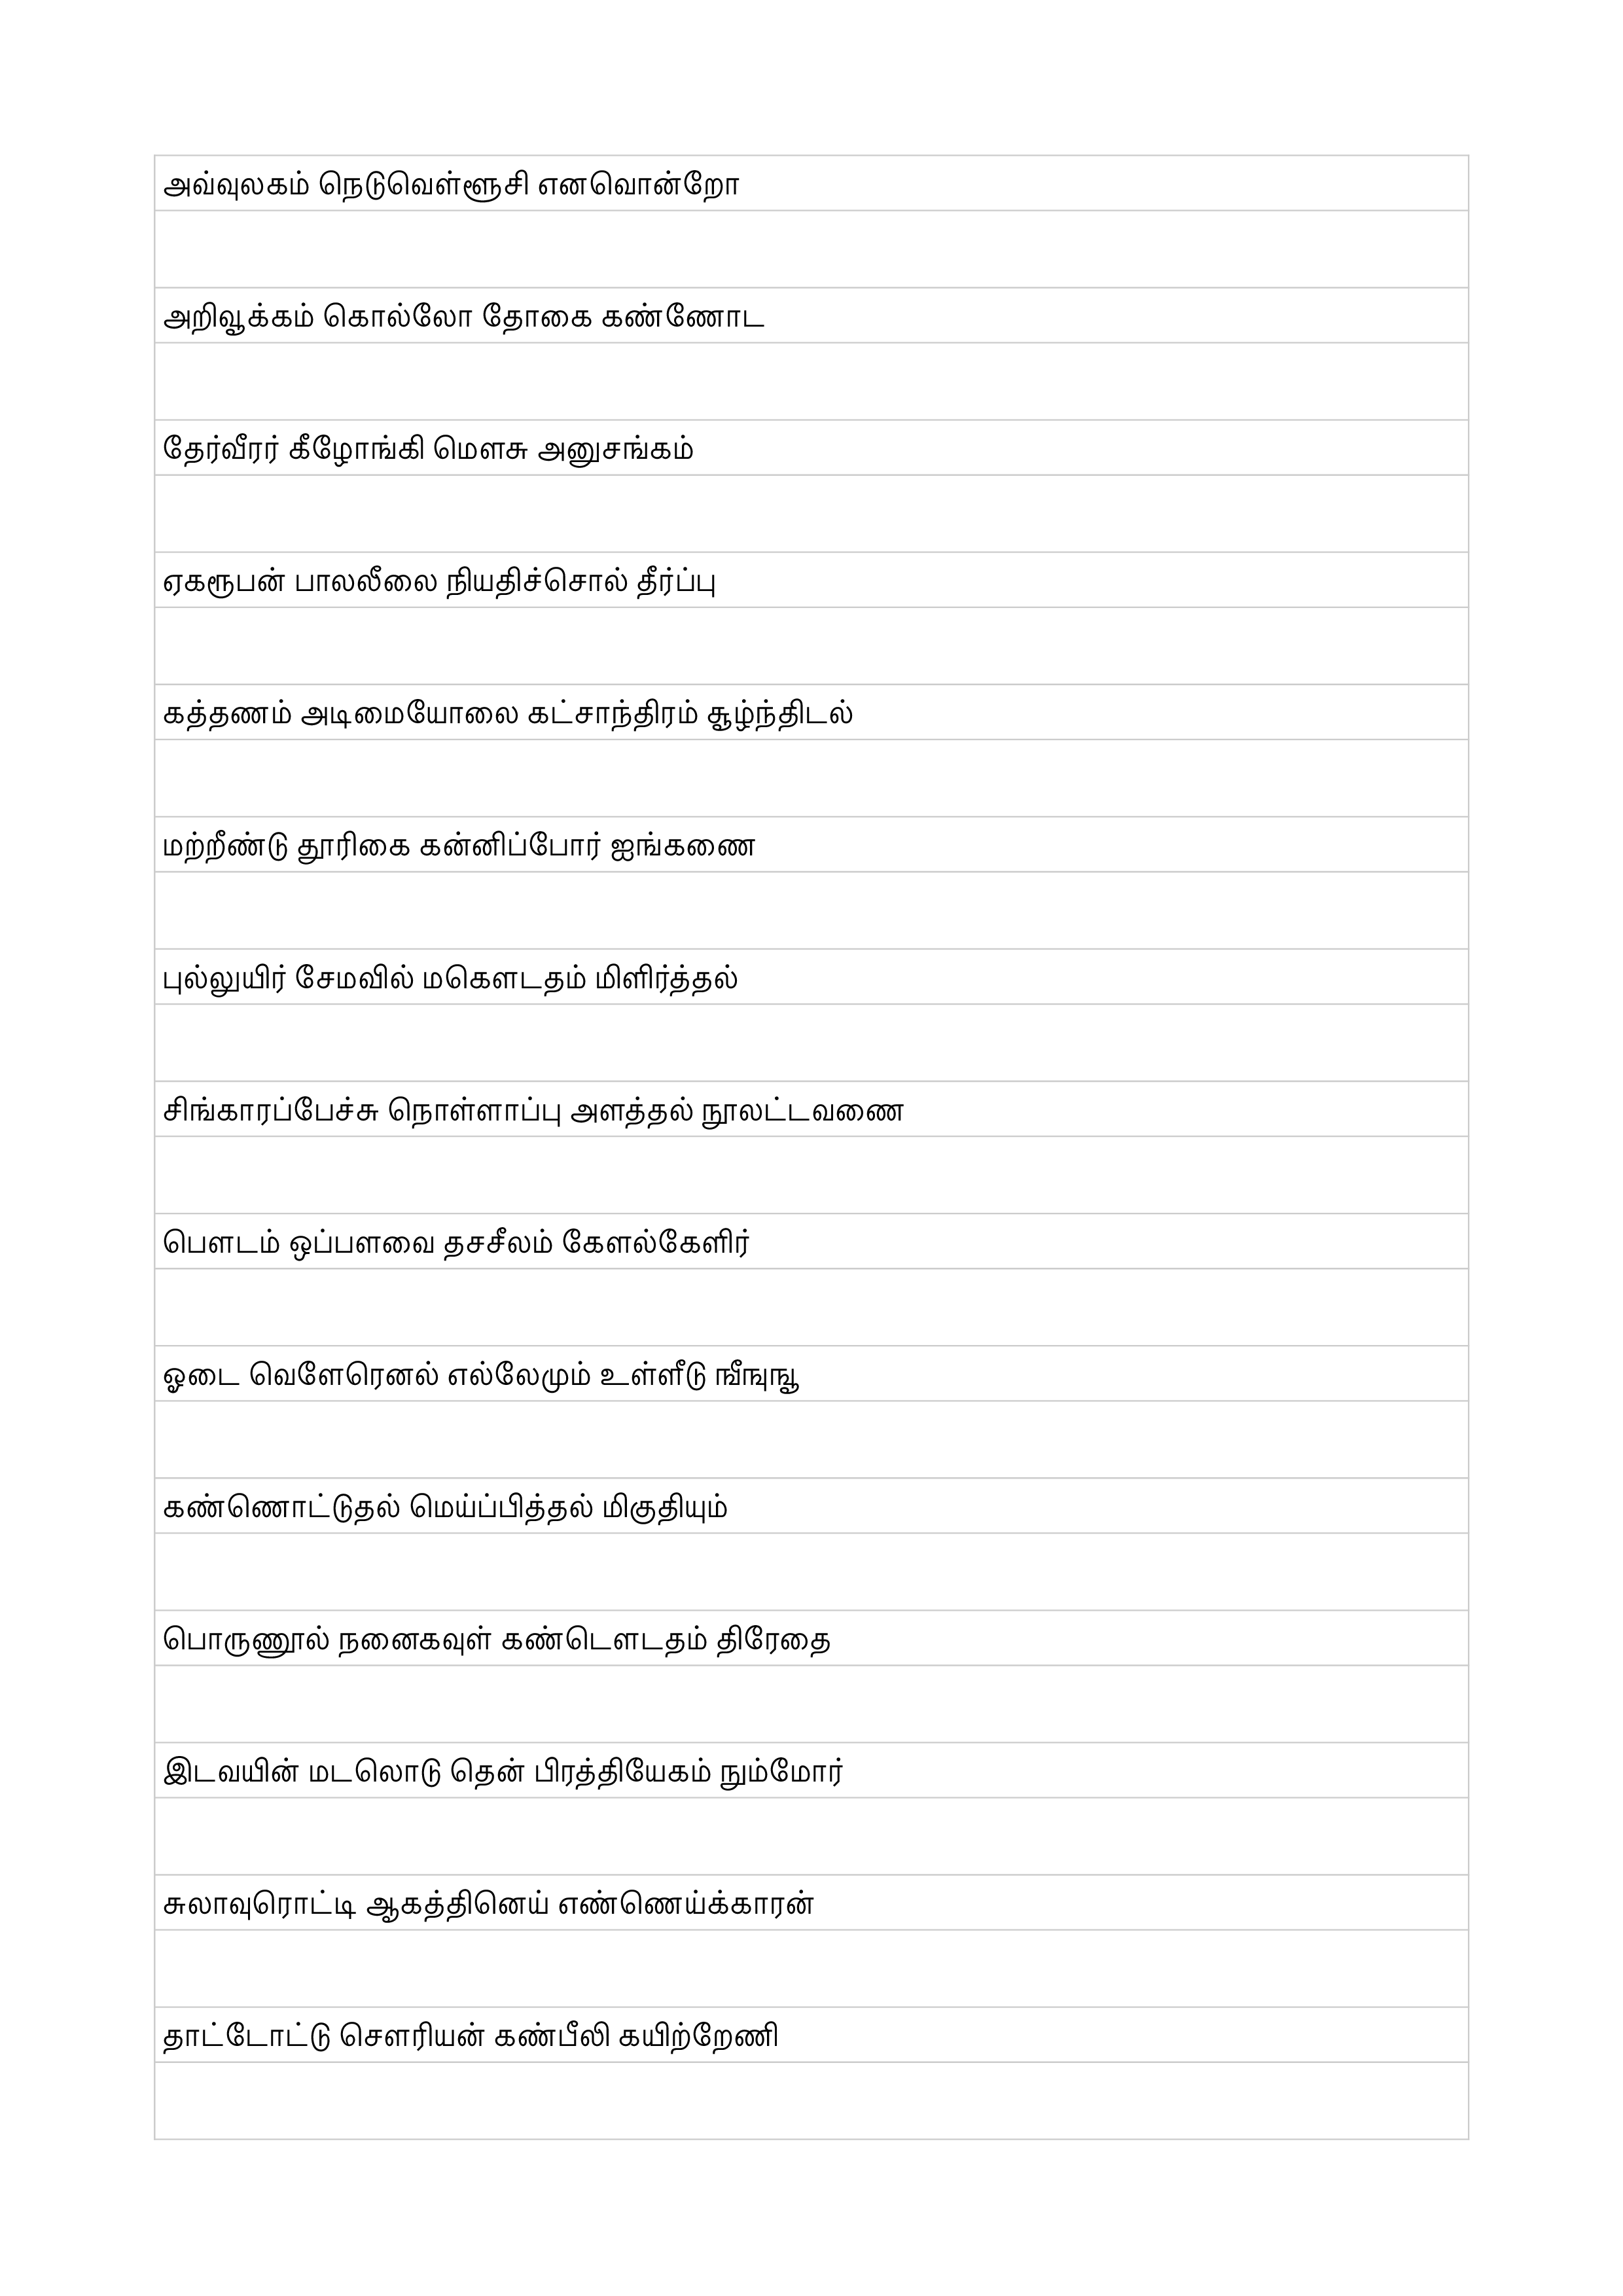 அவ்வுலகம் நெடுவெள்ளூசி எனவொன்றோ
அறிவூக்கம் கொல்லோ தோகை கண்ணோட
தேர்வீரர் கீழோங்கி மௌசு அனுசங்கம்
ஏகரூபன் பாலலீலை நியதிச்சொல் தீர்ப்பு
கத்தணம் அடிமையோலை கட்சாந்திரம் சூழ்ந்திடல்
மற்றீண்டு தூரிகை கன்னிப்போர் ஐங்கணை
புல்லுயிர் சேமவில் மகௌடதம் மிளிர்த்தல்
சிங்காரப்பேச்சு நொள்ளாப்பு அளத்தல் நூலட்டவணை
பௌடம் ஒப்பளவை தசசீலம் கேளல்கேளிர்
ஓடை வெளேரெனல் எல்லேமும் உள்ளீடு ஙீஙுஙூ
கண்ணொட்டுதல் மெய்ப்பித்தல் மிகுதியும்
பொருணூல் நனைகவுள் கண்டௌடதம் திரேதை
இடவயின் மடலொடு தென் பிரத்தியேகம் நும்மோர்
சுலாவுரொட்டி ஆகத்தினெய் எண்ணெய்க்காரன்
தாட்டோட்டு சௌரியன் கண்பீலி கயிற்றேணி